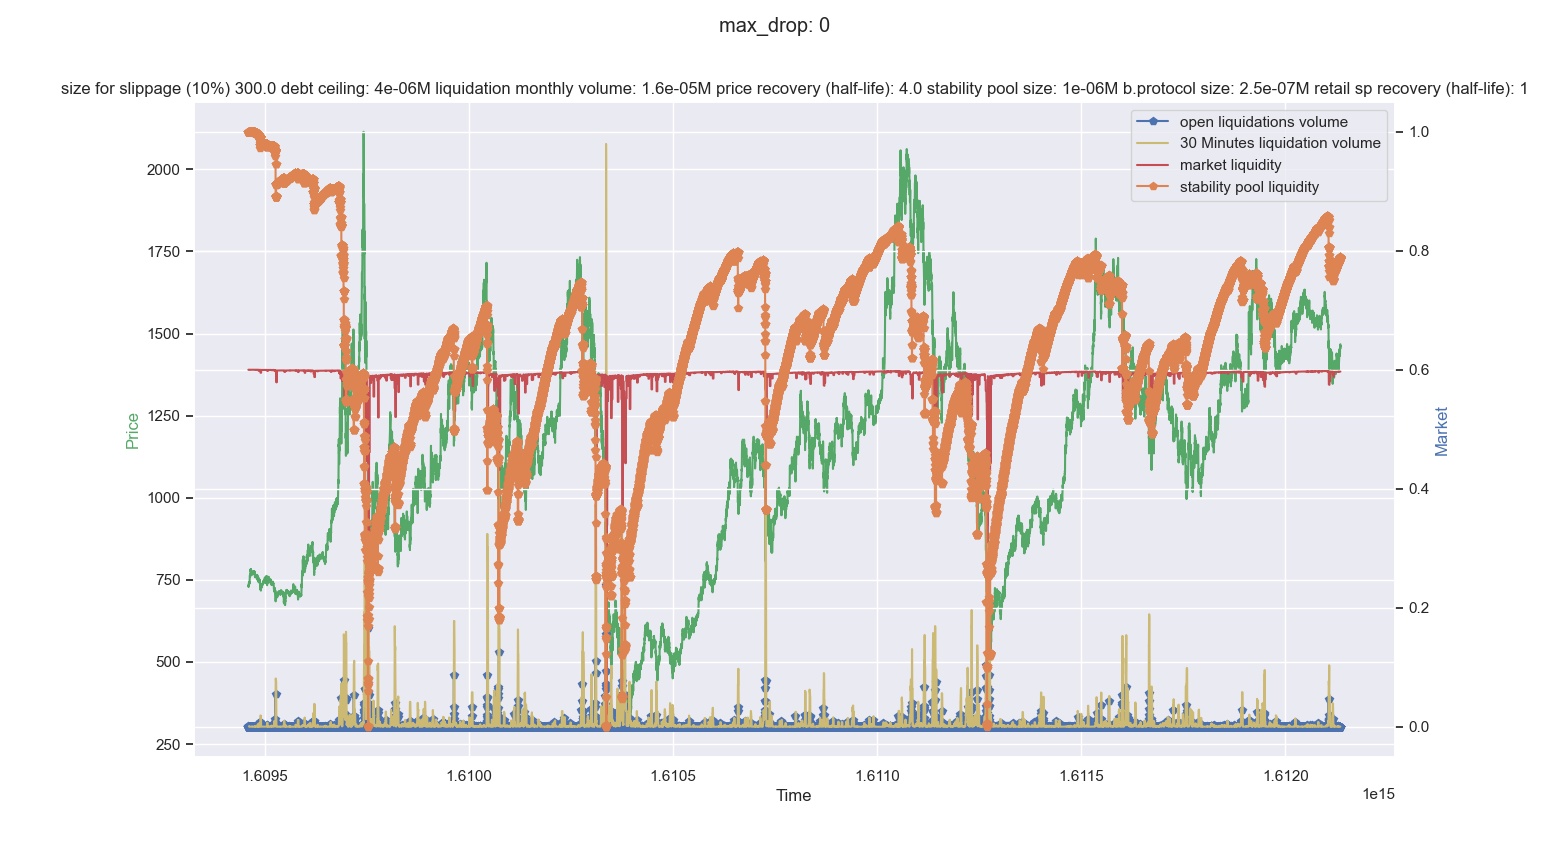 max_drop: 0
size for slippage (10%) 300.0 debt ceiling: 4e-06M liquidation monthly volume: 1.6e-05M price recovery (half-life): 4.0 stability pool size: 1e-06M b.protocol size: 2.5e-07M retail sp recovery (half-life): 1
open liquidations volume
30 Minutes liquidation volume
market liquidity
stability pool liquidity
2000
1750
1500
1250
1000
750
500
250
Price
1.0
0.8
0.6
0.4
0.2
0.0
Market
1.6095
1.6100
1.6105
1.6110
1.6115
1.6120
Time
1e15